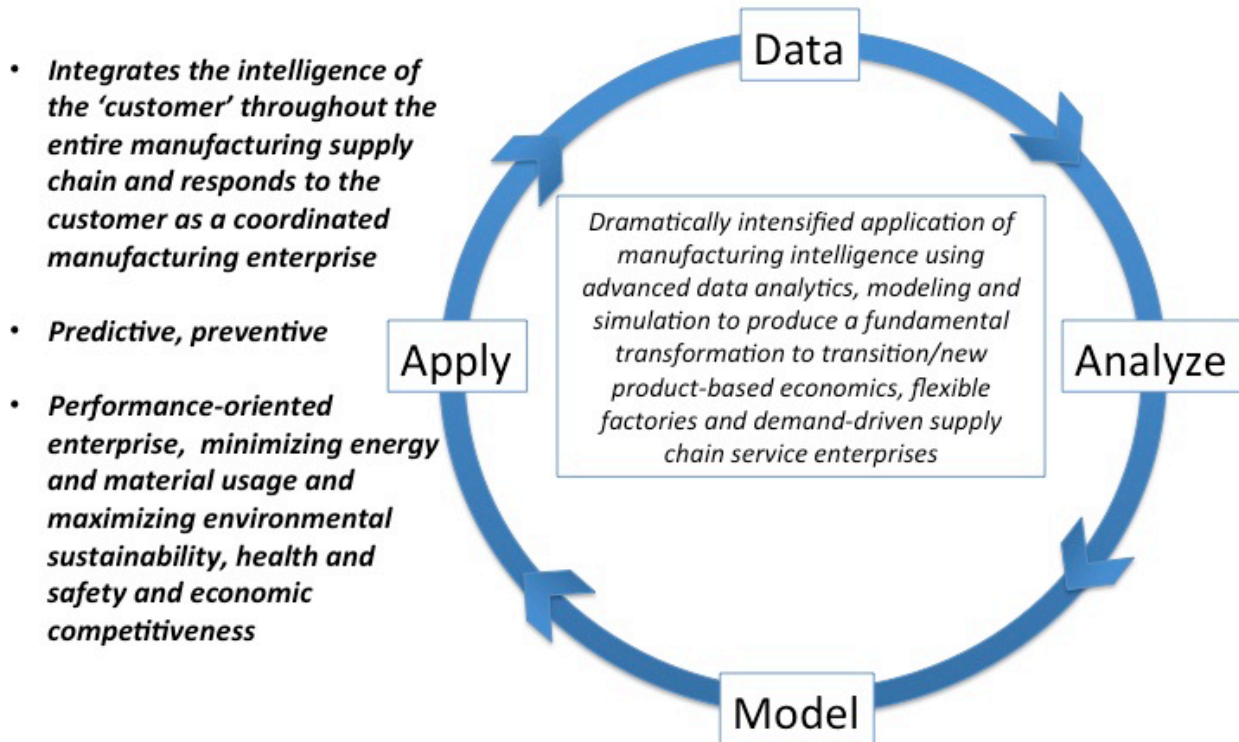 • Integrates the intelligence of
the ‘customer’ throughout the
entire manufacturing supply
chain and responds to the
customer as a coordinated
manufacturing enterprise
• Predictive, preventive
• Performance-oriented
enterprise, minimizing energy
and material usage and
maximizing environmental
sustainability, health and
safety and economic
competitiveness
Data
Analyze
Model
Apply
Dramatically intensified application of
manufacturing intelligence using
advanced data analytics, modeling and
simulation to produce a fundamental
transformation to transition/new
product-based economics, flexible
factories and demand-driven supply
chain service enterprises